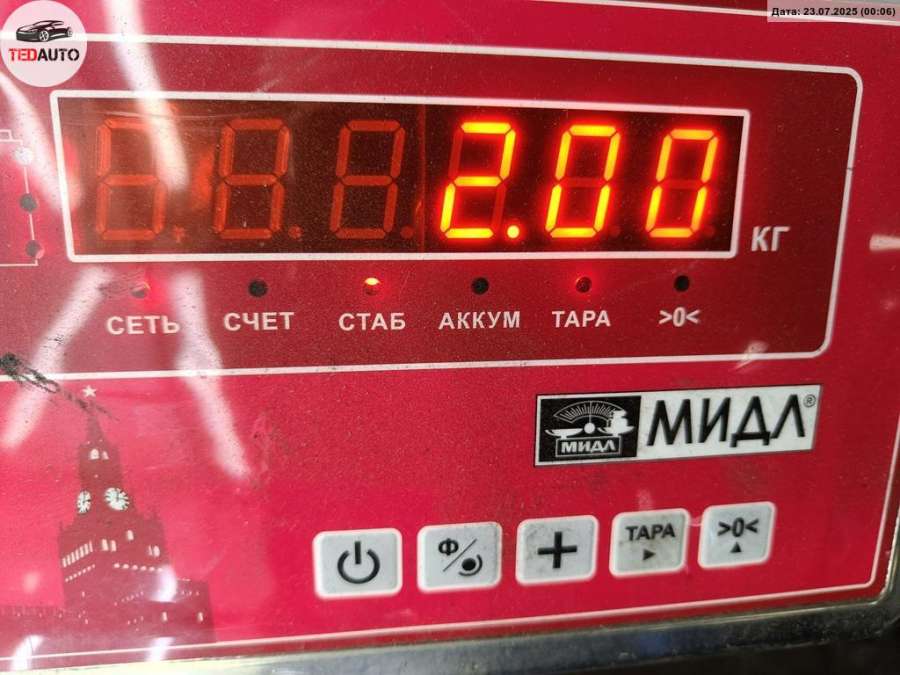 TEDAUTO
Дата: 23.07.2025 (00:06)
2.00
КГ
СЕТЬ СЧЕТ СТАБ АККУМ ТАРА >0<
МИДЛ МИДЛ®
Ф
ТАРА >0<